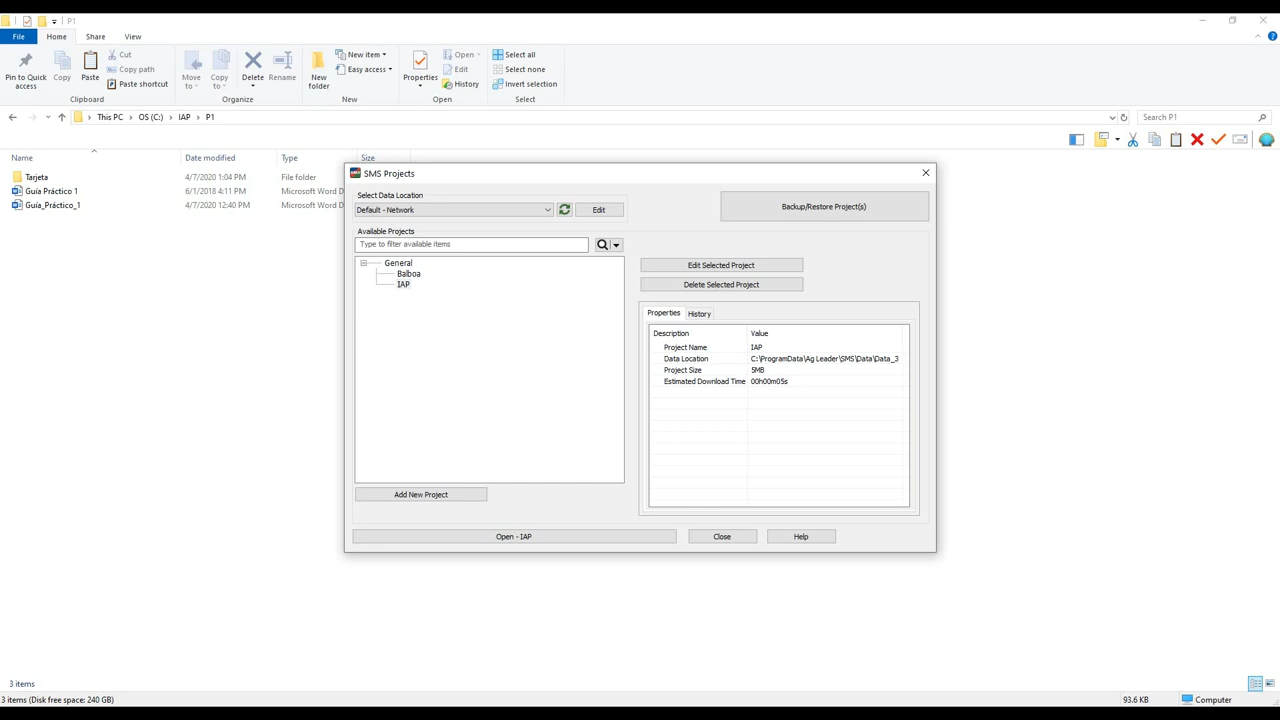 P1
File Home Share View
Pin to Quick access
Copy
Paste
Cut
Copy path
Paste shortcut
Clipboard
Move to
Copy to
Delete
Rename
Organize
New folder
New item
Easy access
New
Properties
Open
Edit
History
Open
Select all
Select none
Invert selection
Select
This PC > OS (C:) > IAP > P1
Search P1
Name Date modified Type Size
Tarjeta 4/7/2020 1:04 PM File folder
Guía Práctico 1 6/1/2018 4:11 PM Microsoft Word D
Guía_Práctico_1 4/7/2020 12:40 PM Microsoft Word D
SMS Projects
Select Data Location
Default - Network
Edit
Backup/Restore Project(s)
Available Projects
Type to filter available items
General
Balboa
IAP
Edit Selected Project
Delete Selected Project
Properties History
Description Value
Project Name IAP
Data Location C:\ProgramData\Ag Leader\SMS\Data\Data_3
Project Size 5MB
Estimated Download Time 00h00m05s
Add New Project
Open - IAP
Close
Help
3 items
3 items (Disk free space: 240 GB)
93.6 KB
Computer